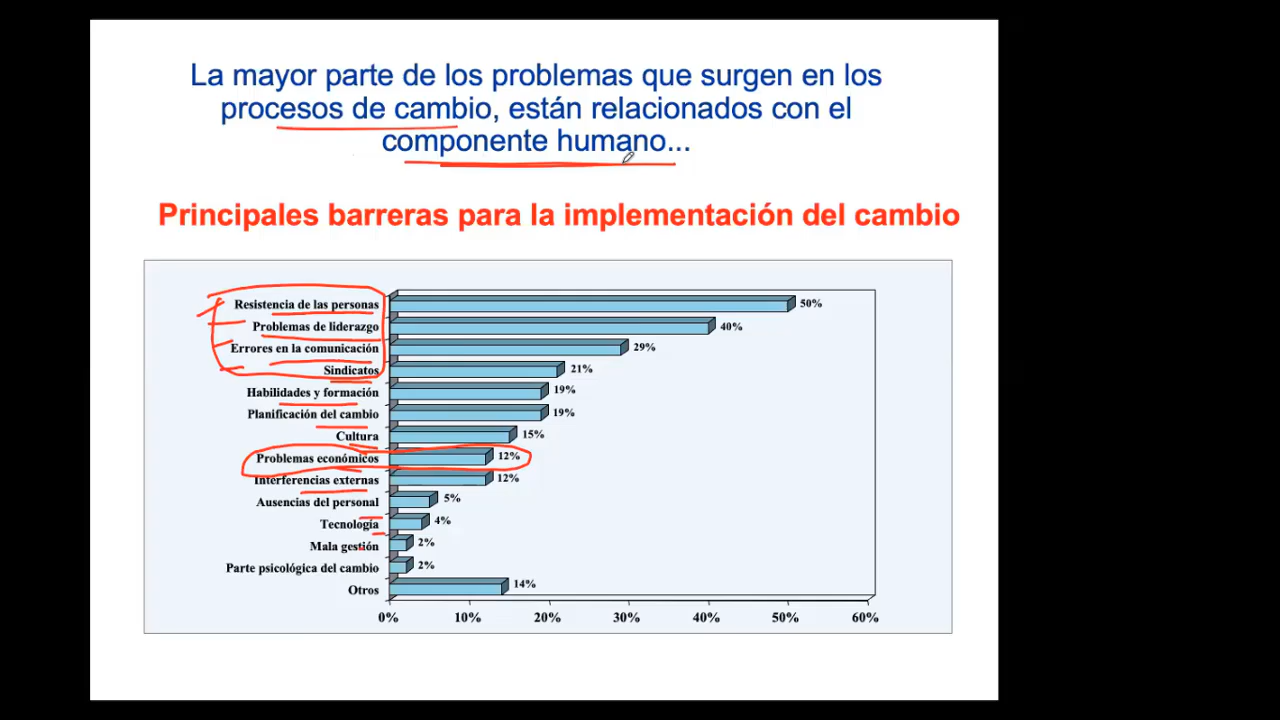 La mayor parte de los problemas que surgen en los
procesos de cambio, están relacionados con el
componente humano...
Principales barreras para la implementación del cambio
Resistencia de las personas 50%
Problemas de liderazgo 40%
Errores en la comunicación 29%
Sindicatos 21%
Habilidades y formación 19%
Planificación del cambio 19%
Cultura 15%
Problemas económicos 12%
Interferencias externas 12%
Ausencias del personal 5%
Tecnología 4%
Mala gestión 2%
Parte psicológica del cambio 2%
Otros 14%
0% 10% 20% 30% 40% 50% 60%